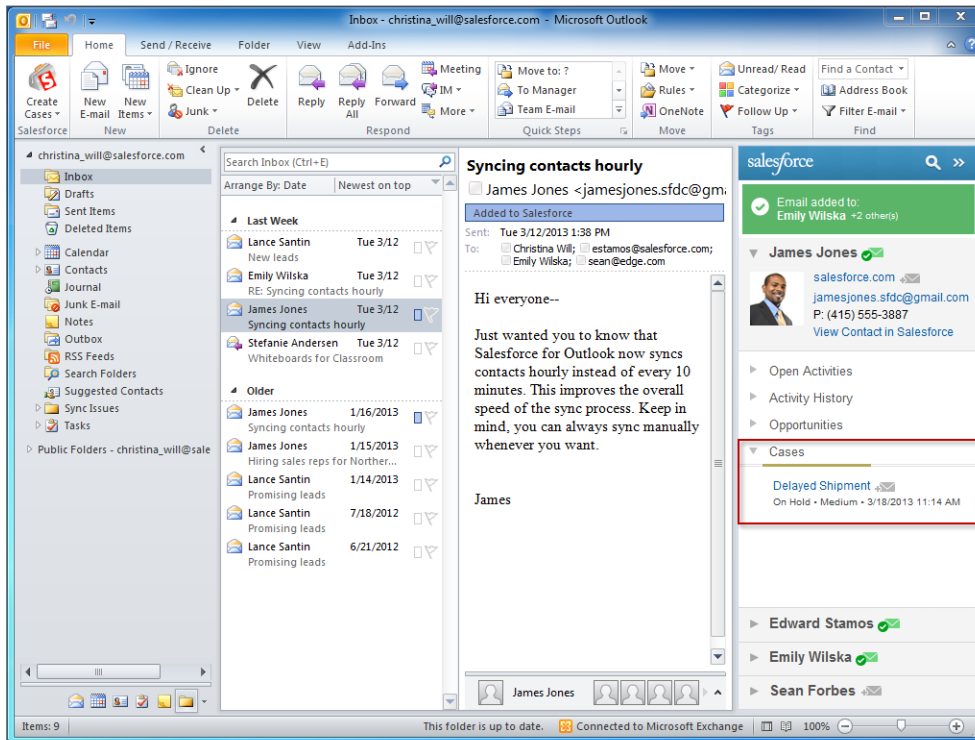 Inbox - christina_will@salesforce.com - Microsoft Outlook
File Home Send / Receive Folder View Add-Ins
Create Cases
New E-mail
New Items
Ignore
Clean Up
Junk
Delete
Reply
Reply All
Forward
Meeting
IM
More
Move to: ?
To Manager
Team E-mail
Move
Rules
OneNote
Unread/ Read
Categorize
Follow Up
Find a Contact
Address Book
Filter E-mail
Salesforce New Delete Respond Quick Steps Move Tags Find
christina_will@salesforce.com
Inbox
Drafts
Sent Items
Deleted Items
Calendar
Contacts
Journal
Junk E-mail
Notes
Outbox
RSS Feeds
Search Folders
Suggested Contacts
Sync Issues
Tasks
Public Folders - christina_will@sale
Search Inbox (Ctrl+E)
Arrange By: Date Newest on top
Last Week
Lance Santin Tue 3/12
New leads
Emily Wilska Tue 3/12
RE: Syncing contacts hourly
James Jones Tue 3/12
Syncing contacts hourly
Stefanie Andersen Tue 3/12
Whiteboards for Classroom
Older
James Jones 1/16/2013
Syncing contacts hourly
James Jones 1/15/2013
Hiring sales reps for Norther...
Lance Santin 1/14/2013
Promising leads
Lance Santin 7/18/2012
Promising leads
Lance Santin 6/21/2012
Promising leads
Syncing contacts hourly
James Jones <jamesjones.sfdc@gm
Added to Salesforce
Sent: Tue 3/12/2013 1:38 PM
To: Christina Will; estamos@salesforce.com;
Emily Wilska; sean@edge.com
Hi everyone--
Just wanted you to know that
Salesforce for Outlook now syncs
contacts hourly instead of every 10
minutes. This improves the overall
speed of the sync process. Keep in
mind, you can always sync manually
whenever you want.
James
James Jones
salesforce
Email added to:
Emily Wilska +2 other(s)
James Jones
salesforce.com
jamesjones.sfdc@gmail.com
P: (415) 555-3887
View Contact in Salesforce
Open Activities
Activity History
Opportunities
Cases
Delayed Shipment
On Hold • Medium • 3/18/2013 11:14 AM
Edward Stamos
Emily Wilska
Sean Forbes
Items: 9 This folder is up to date. Connected to Microsoft Exchange 100%